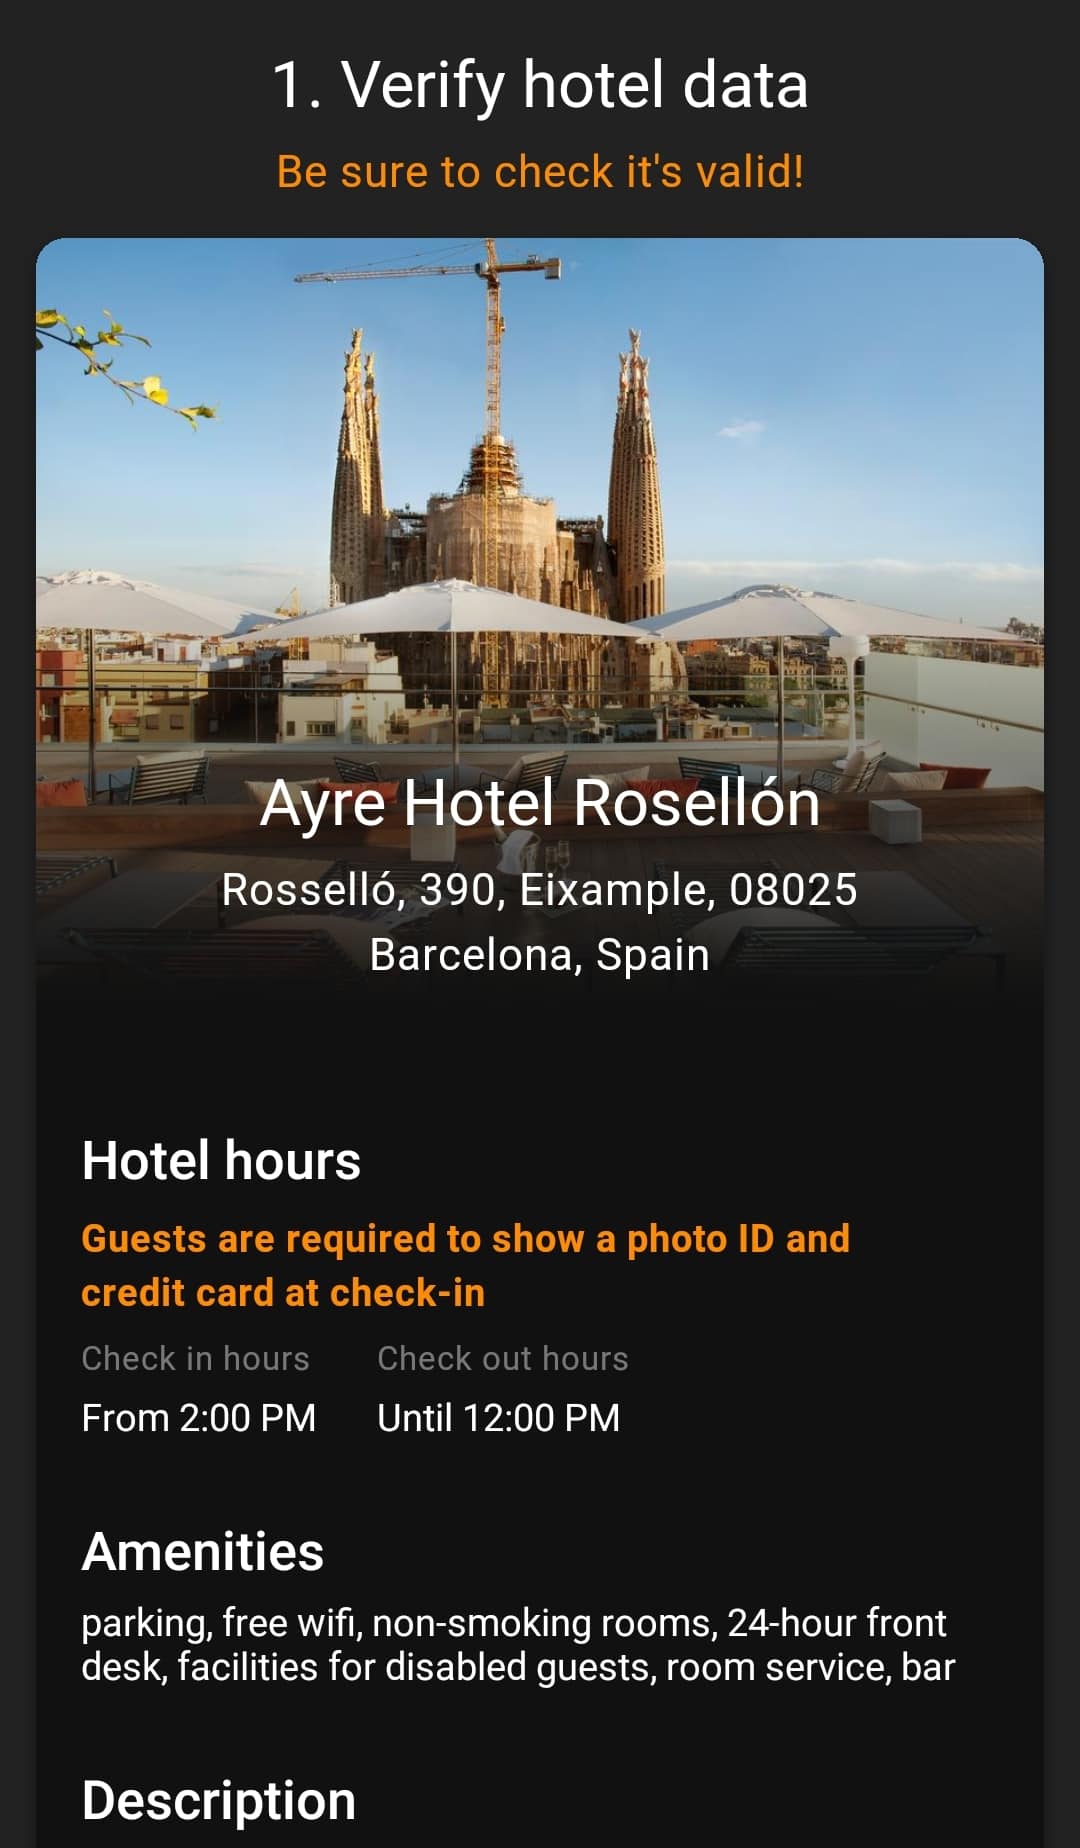 1. Verify hotel data
Be sure to check it's valid!
Ayre Hotel Rosellón
Rosselló, 390, Eixample, 08025
Barcelona, Spain
Hotel hours
Guests are required to show a photo ID and
credit card at check-in
Check in hours Check out hours
From 2:00 PM Until 12:00 PM
Amenities
parking, free wifi, non-smoking rooms, 24-hour front
desk, facilities for disabled guests, room service, bar
Description